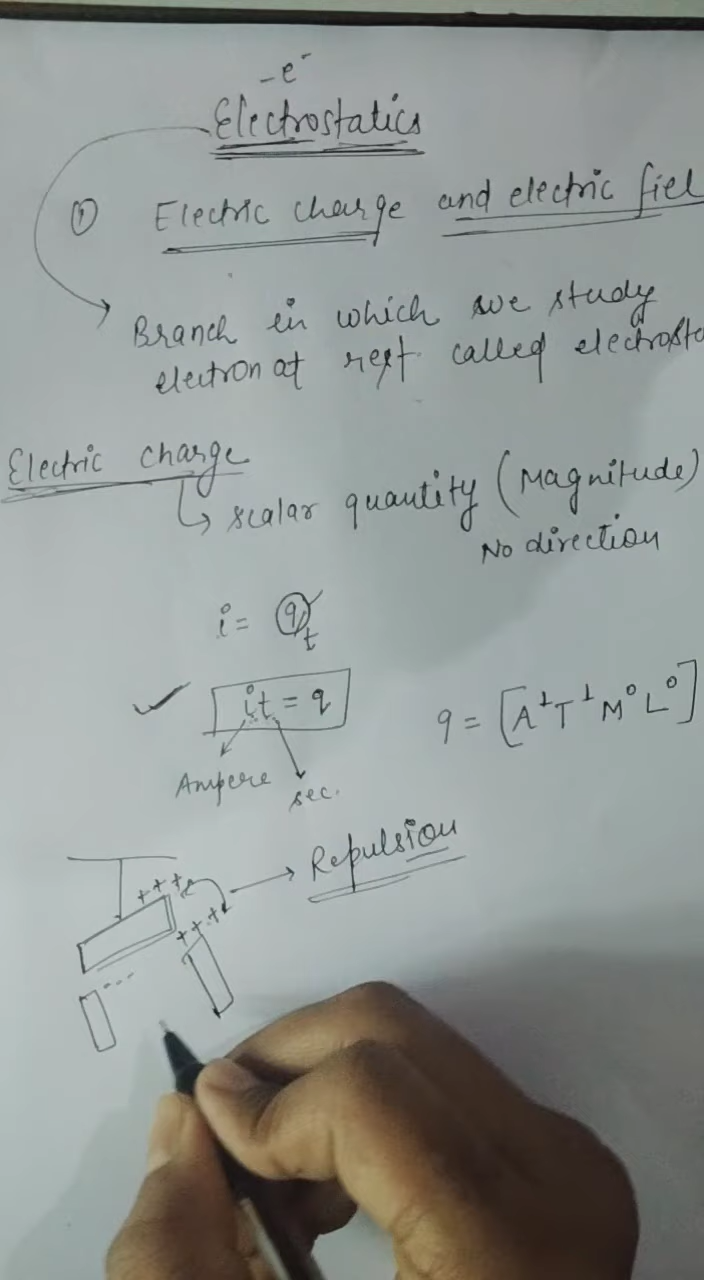 -e⁻
Electrostatics
① Electric charge and electric fiel
Branch in which we study
electron at rest called electrosta
Electric charge
↳ scalar quantity (Magnitude)
No direction
i = q/t
it = q
q = [A¹T¹M⁰L⁰]
Ampere
sec.
Repulsion
+ + +
+ + +
- - -